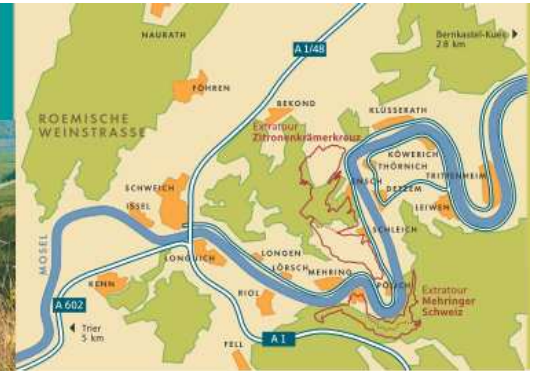 NAURATH
Bernkastel-Kues
28 km
A 1/48
FÖHREN
BEKOND
KLÜSSERATH
ROEMISCHE
WEINSTRASSE
Extratour
Zitronenkrämerkreuz
KÖWERICH
THÖRNICH
TRITTENHEIM
ENSCH
DETZEM
SCHWEICH
LEIWEN
ISSEL
SCHLEICH
MOSEL
LONGUICH
LONGEN
LÖRSCH
MEHRING
KENN
RIOL
PÖLICH
Extratour
Mehringer
Schweiz
A 602
Trier
5 km
A 1
FELL